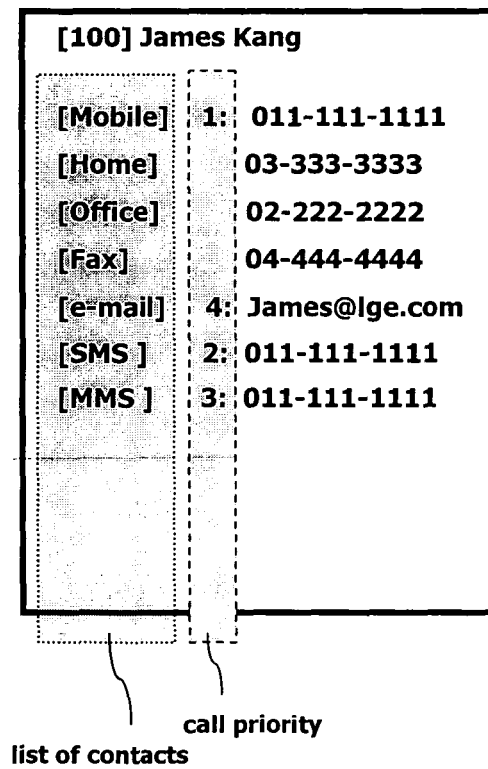 [100] James Kang
[Mobile] 1: 011-111-1111
[Home] 03-333-3333
[Office] 02-222-2222
[Fax] 04-444-4444
[e-mail] 4: James@lge.com
[SMS ] 2: 011-111-1111
[MMS ] 3: 011-111-1111
call priority
list of contacts